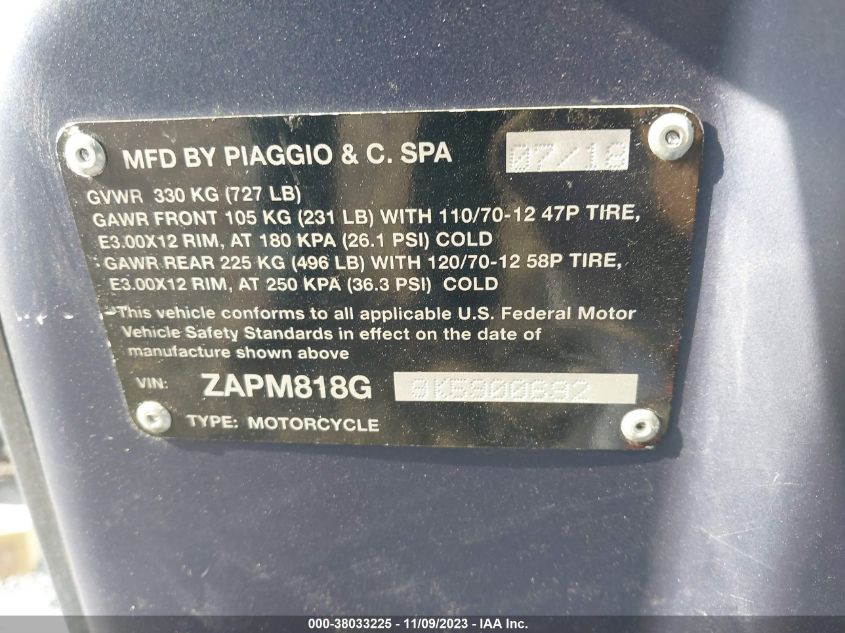 MFD BY PIAGGIO & C. SPA 07/18
GVWR 330 KG (727 LB)
GAWR FRONT 105 KG (231 LB) WITH 110/70-12 47P TIRE,
E3.00X12 RIM, AT 180 KPA (26.1 PSI) COLD
GAWR REAR 225 KG (496 LB) WITH 120/70-12 58P TIRE,
E3.00X12 RIM, AT 250 KPA (36.3 PSI) COLD
This vehicle conforms to all applicable U.S. Federal Motor
Vehicle Safety Standards in effect on the date of
manufacture shown above
VIN: ZAPM818G
TYPE: MOTORCYCLE
000-38033225 - 11/09/2023 - IAA Inc.